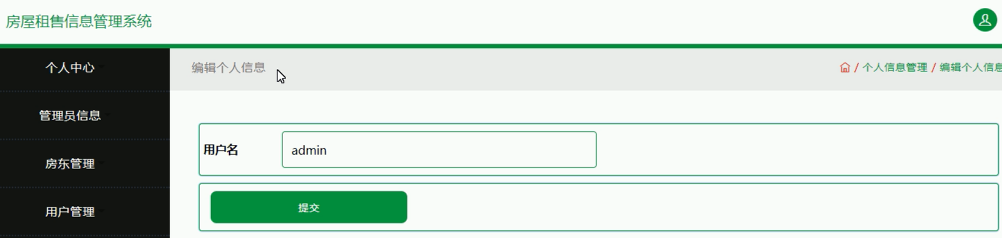 房屋租售信息管理系统
个人中心
编辑个人信息
/ 个人信息管理 / 编辑个人信息
管理员信息
用户名
admin
房东管理
提交
用户管理